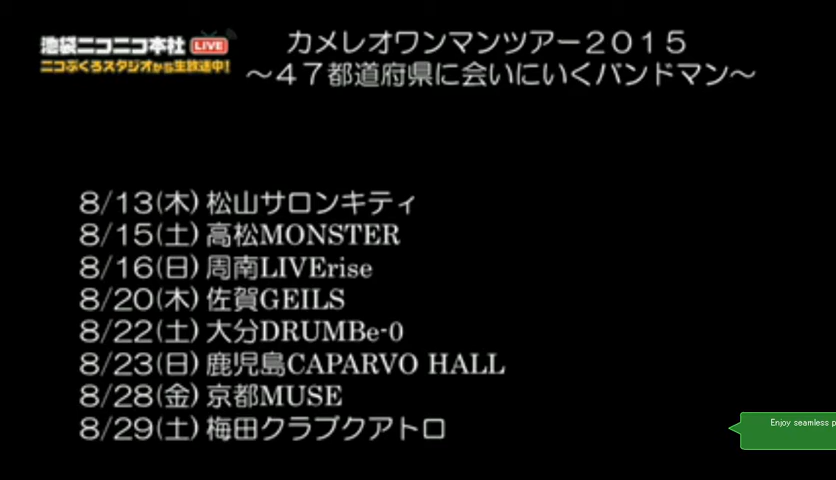 池袋ニコニコ本社 LIVE
ニコぶくろスタジオから生放送中!
カメレオワンマンツアー２０１５
～４７都道府県に会いにいくバンドマン～
8/13(木) 松山サロンキティ
8/15(土) 高松MONSTER
8/16(日) 周南LIVErise
8/20(木) 佐賀GEILS
8/22(土) 大分DRUMBe-0
8/23(日) 鹿児島CAPARVO HALL
8/28(金) 京都MUSE
8/29(土) 梅田クラブクアトロ
Enjoy seamless p